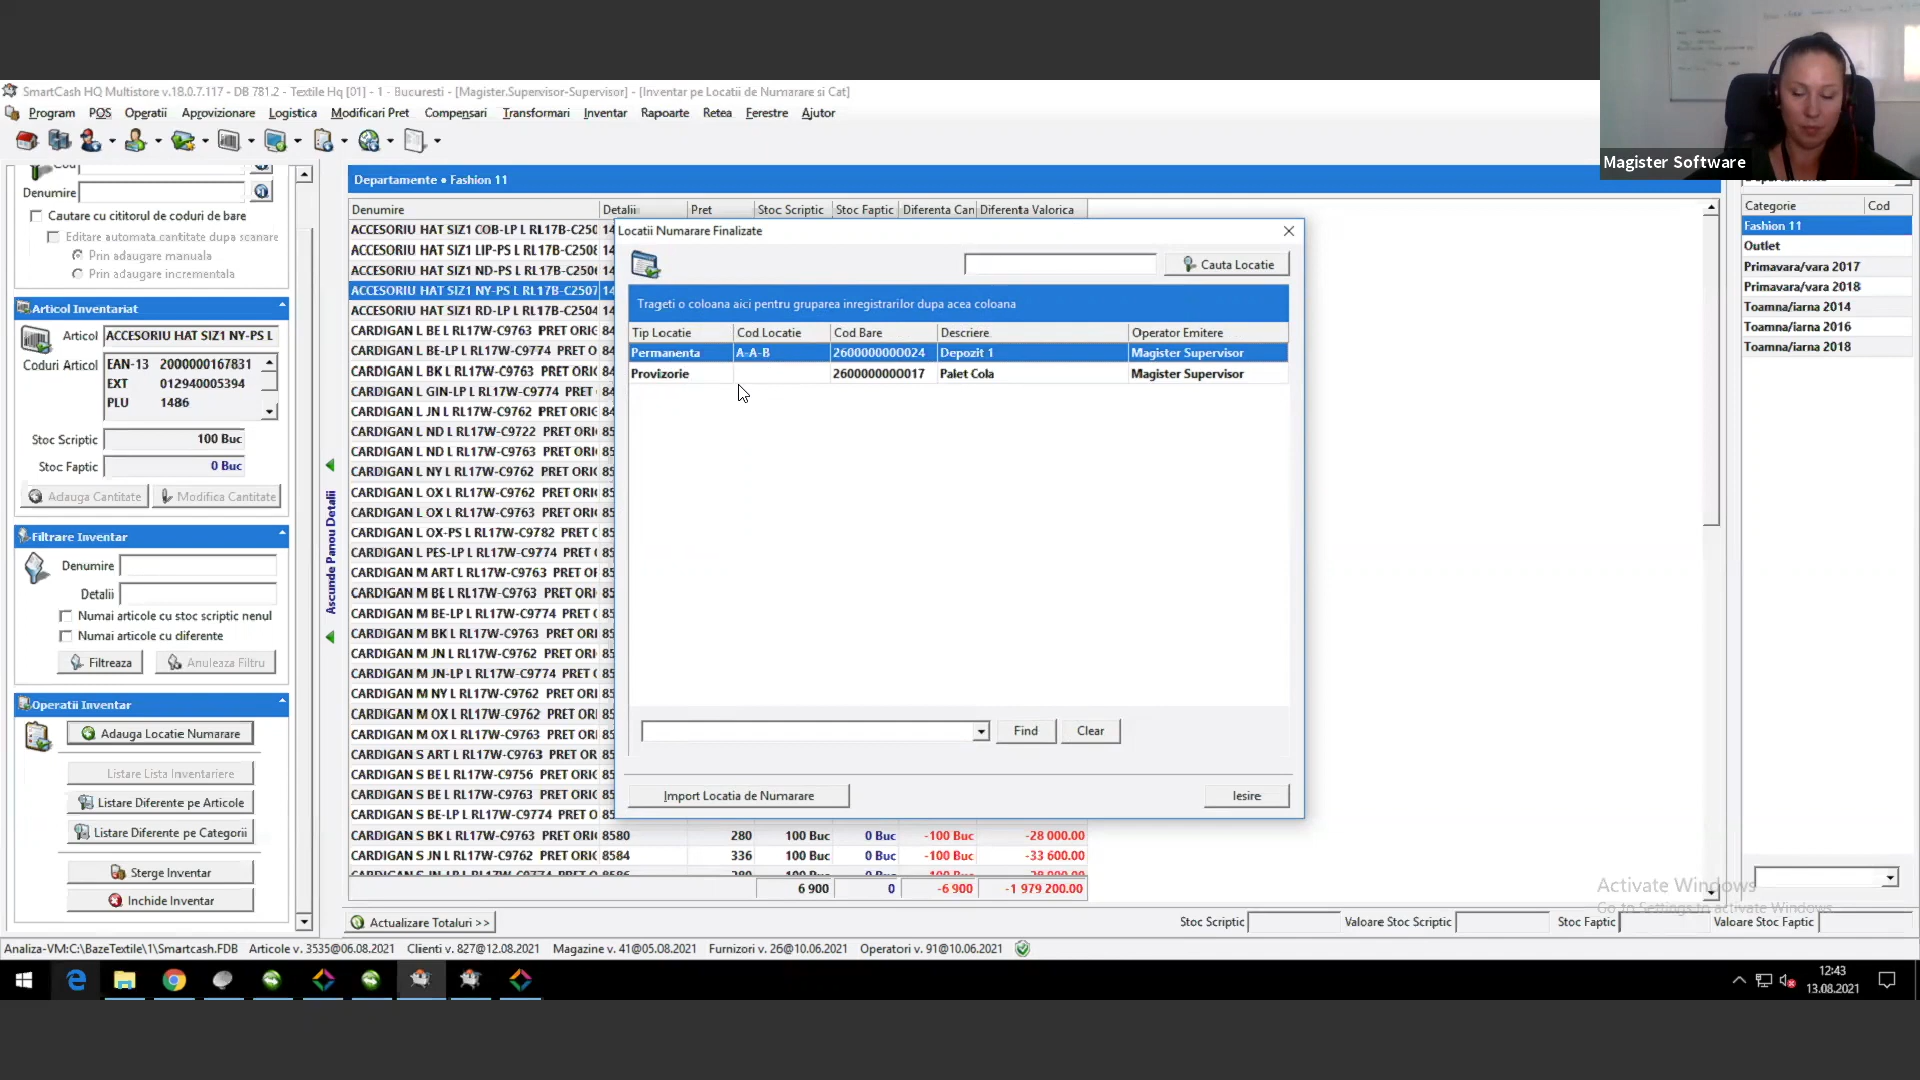 SmartCash HQ Multistore v.18.0.7.117 - DB 781.2 - Textile Hq [01] - 1 - Bucuresti - [Magister.Supervisor-Supervisor] - [Inventar pe Locatii de Numarare si Cat]
Program POS Operatii Aprovizionare Logistica Modificari Pret Compensari Transformari Inventar Rapoarte Retea Ferestre Ajutor
Magister Software
Denumire
Cautare cu cititorul de coduri de bare
Editare automata cantitate dupa scanare
Prin adaugare manuala
Prin adaugare incrementala
Articol Inventariat
Articol ACCESORIU HAT SIZ1 NY-PS L
Coduri Articol EAN-13 2000000167831
EXT 012940005394
PLU 1486
Stoc Scriptic 100 Buc
Stoc Faptic 0 Buc
Adauga Cantitate Modifica Cantitate
Filtrare Inventar
Denumire
Detalii
Numai articole cu stoc scriptic nenul
Numai articole cu diferente
Filtreaza Anuleaza Filtru
Operatii Inventar
Adauga Locatie Numarare
Listare Lista Inventariere
Listare Diferente pe Articole
Listare Diferente pe Categorii
Sterge Inventar
Inchide Inventar
Ascunde Panou Detalii
Departamente • Fashion 11
Denumire Detalii Pret Stoc Scriptic Stoc Faptic Diferenta Can Diferenta Valorica
ACCESORIU HAT SIZ1 COB-LP L RL17B-C250
ACCESORIU HAT SIZ1 LIP-PS L RL17B-C250
ACCESORIU HAT SIZ1 ND-PS L RL17B-C250
ACCESORIU HAT SIZ1 NY-PS L RL17B-C2507
ACCESORIU HAT SIZ1 RD-LP L RL17B-C2504
CARDIGAN L BE L RL17W-C9763 PRET ORI
CARDIGAN L BE-LP L RL17W-C9774 PRET O
CARDIGAN L BK L RL17W-C9763 PRET ORI
CARDIGAN L GIN-LP L RL17W-C9774 PRET
CARDIGAN L JN L RL17W-C9762 PRET ORI
CARDIGAN L ND L RL17W-C9722 PRET ORI
CARDIGAN L ND L RL17W-C9763 PRET ORI
CARDIGAN L NY L RL17W-C9762 PRET ORI
CARDIGAN L OX L RL17W-C9762 PRET ORI
CARDIGAN L OX L RL17W-C9763 PRET ORI
CARDIGAN L OX-PS L RL17W-C9782 PRET
CARDIGAN L PES-LP L RL17W-C9774 PRET
CARDIGAN M ART L RL17W-C9763 PRET OF
CARDIGAN M BE L RL17W-C9763 PRET ORI
CARDIGAN M BE-LP L RL17W-C9774 PRET
CARDIGAN M BK L RL17W-C9763 PRET ORI
CARDIGAN M JN L RL17W-C9762 PRET ORI
CARDIGAN M JN-LP L RL17W-C9774 PRET
CARDIGAN M NY L RL17W-C9762 PRET ORI
CARDIGAN M OX L RL17W-C9762 PRET ORI
CARDIGAN M OX L RL17W-C9763 PRET ORI
CARDIGAN S ART L RL17W-C9763 PRET ORI
CARDIGAN S BE L RL17W-C9756 PRET ORIG
CARDIGAN S BE L RL17W-C9763 PRET ORIG
CARDIGAN S BE-LP L RL17W-C9774 PRET O
CARDIGAN S BK L RL17W-C9763 PRET ORIG 8580 280 100 Buc 0 Buc -100 Buc -28 000.00
CARDIGAN S JN L RL17W-C9762 PRET ORIG 8584 336 100 Buc 0 Buc -100 Buc -33 600.00
6 900 0 -6 900 -1 979 200.00
Locatii Numarare Finalizate
Cauta Locatie
Trageti o coloana aici pentru gruparea inregistrarilor dupa acea coloana
Tip Locatie Cod Locatie Cod Bare Descriere Operator Emitere
Permanenta A-A-B 2600000000024 Depozit 1 Magister Supervisor
Provizorie 2600000000017 Palet Cola Magister Supervisor
Find Clear
Import Locatia de Numarare Iesire
Categorie Cod
Fashion 11
Outlet
Primavara/vara 2017
Primavara/vara 2018
Toamna/iarna 2014
Toamna/iarna 2016
Toamna/iarna 2018
Activate Windows
Go to Settings to activate Windows.
Actualizare Totaluri >> Stoc Scriptic Valoare Stoc Scriptic Stoc Faptic Valoare Stoc Faptic
Analiza-VM:C:\BazeTextile\1\Smartcash.FDB Articole v. 3535@06.08.2021 Clienti v. 827@12.08.2021 Magazine v. 41@05.08.2021 Furnizori v. 26@10.06.2021 Operatori v. 91@10.06.2021
12:43
13.08.2021